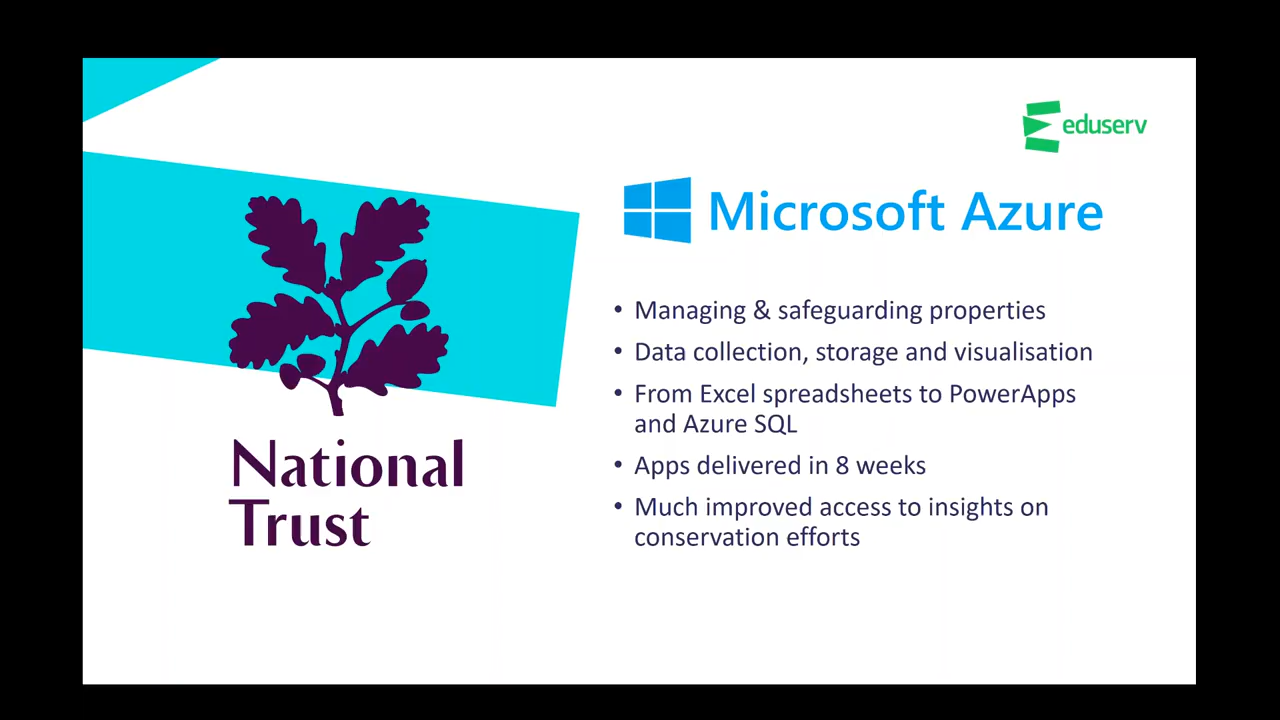 eduserv
Microsoft Azure
National
Trust
• Managing & safeguarding properties
• Data collection, storage and visualisation
• From Excel spreadsheets to PowerApps
and Azure SQL
• Apps delivered in 8 weeks
• Much improved access to insights on
conservation efforts